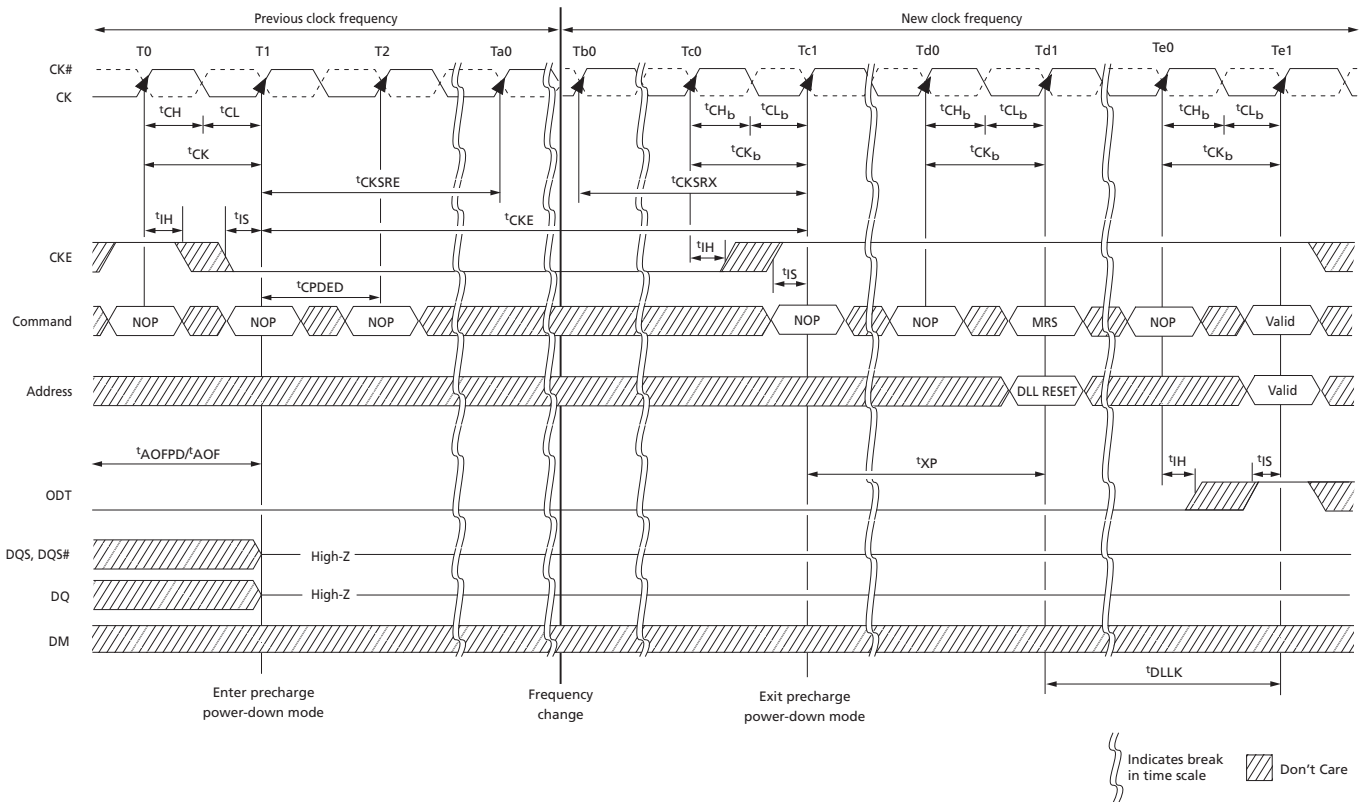 Previous clock frequency
New clock frequency
T0 T1 T2 Ta0 Tb0 Tc0 Tc1 Td0 Td1 Te0 Te1
CK#
CK
tCH tCL tCHb tCLb tCHb tCLb tCHb tCLb
tCK tCKb tCKb tCKb
tCKSRE tCKSRX
tIH tIS tCKE
CKE
tIH
tIS
tCPDED
Command NOP NOP NOP NOP NOP MRS NOP Valid
Address DLL RESET Valid
tAOFPD/tAOF
tXP
tIH tIS
ODT
DQS, DQS# High-Z
DQ High-Z
DM
tDLLK
Enter precharge
power-down mode
Frequency
change
Exit precharge
power-down mode
Indicates break
in time scale
Don't Care